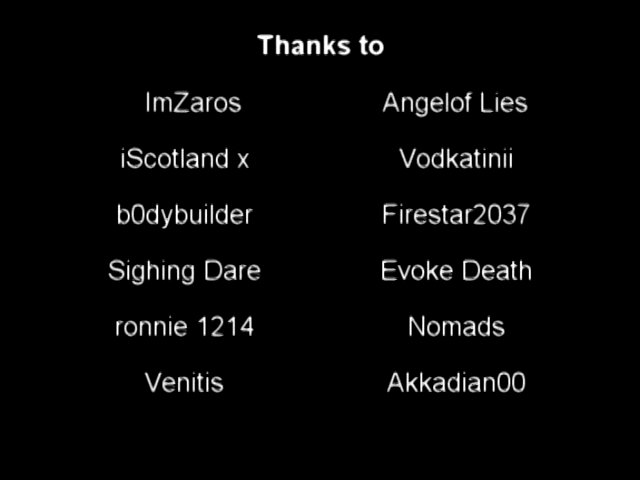 Thanks to
ImZaros Angelof Lies
iScotland x Vodkatinii
b0dybuilder Firestar2037
Sighing Dare Evoke Death
ronnie 1214 Nomads
Venitis Akkadian00